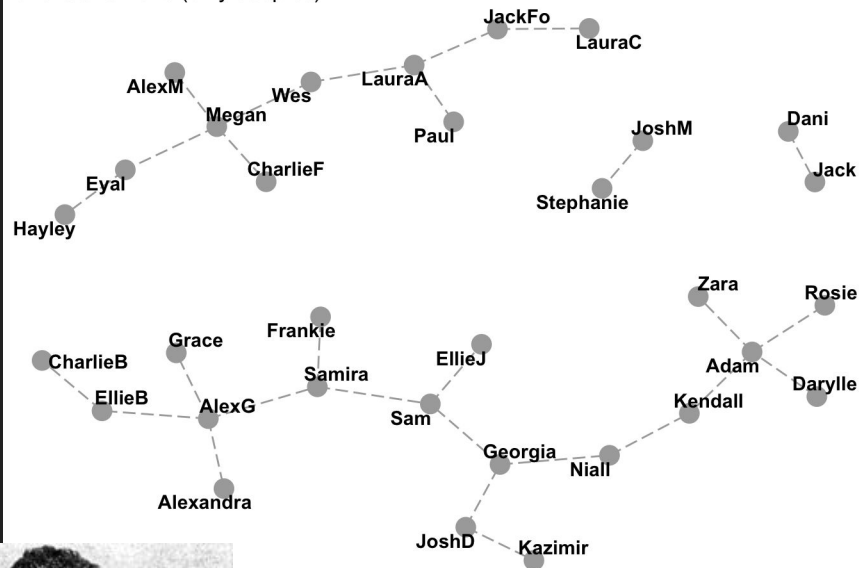 JackFo
LauraC
AlexM
LauraA
Wes
Megan
Paul
JoshM
Dani
CharlieF
Jack
Eyal
Stephanie
Hayley
Zara
Rosie
Frankie
Grace
EllieJ
CharlieB
Samira
Adam
Darylle
EllieB
AlexG
Kendall
Sam
Georgia
Niall
Alexandra
JoshD
Kazimir